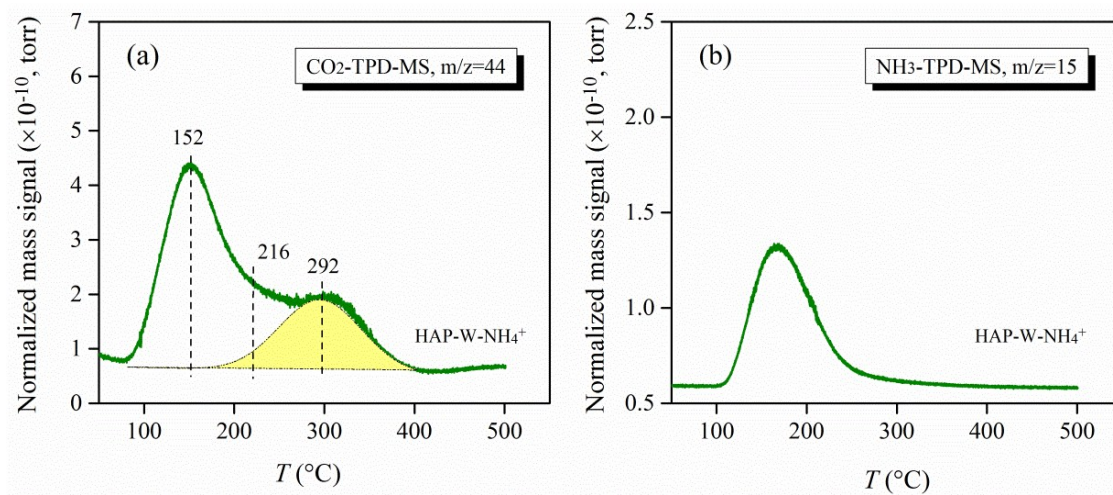 (a)
CO2-TPD-MS, m/z=44
Normalized mass signal (×10-10, torr)
7
6
5
4
3
2
1
0
152
216
292
HAP-W-NH4+
100
200
300
400
500
T (°C)
(b)
NH3-TPD-MS, m/z=15
Normalized mass signal (×10-10, torr)
2.5
2.0
1.5
1.0
0.5
HAP-W-NH4+
100
200
300
400
500
T (°C)